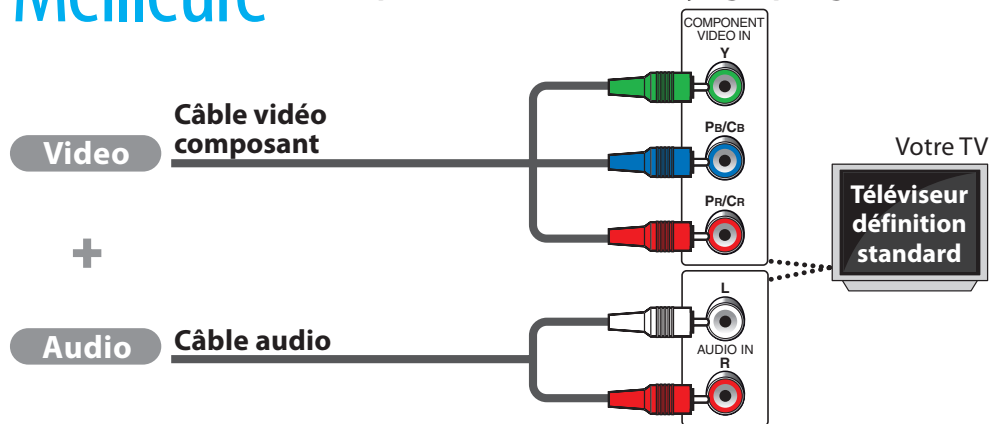 Meilleure
COMPONENT
VIDEO IN
Y
Câble vidéo
composant
Video
PB/CB
Votre TV
PR/CR
Téléviseur
définition
standard
+
L
Audio
Câble audio
AUDIO IN
R